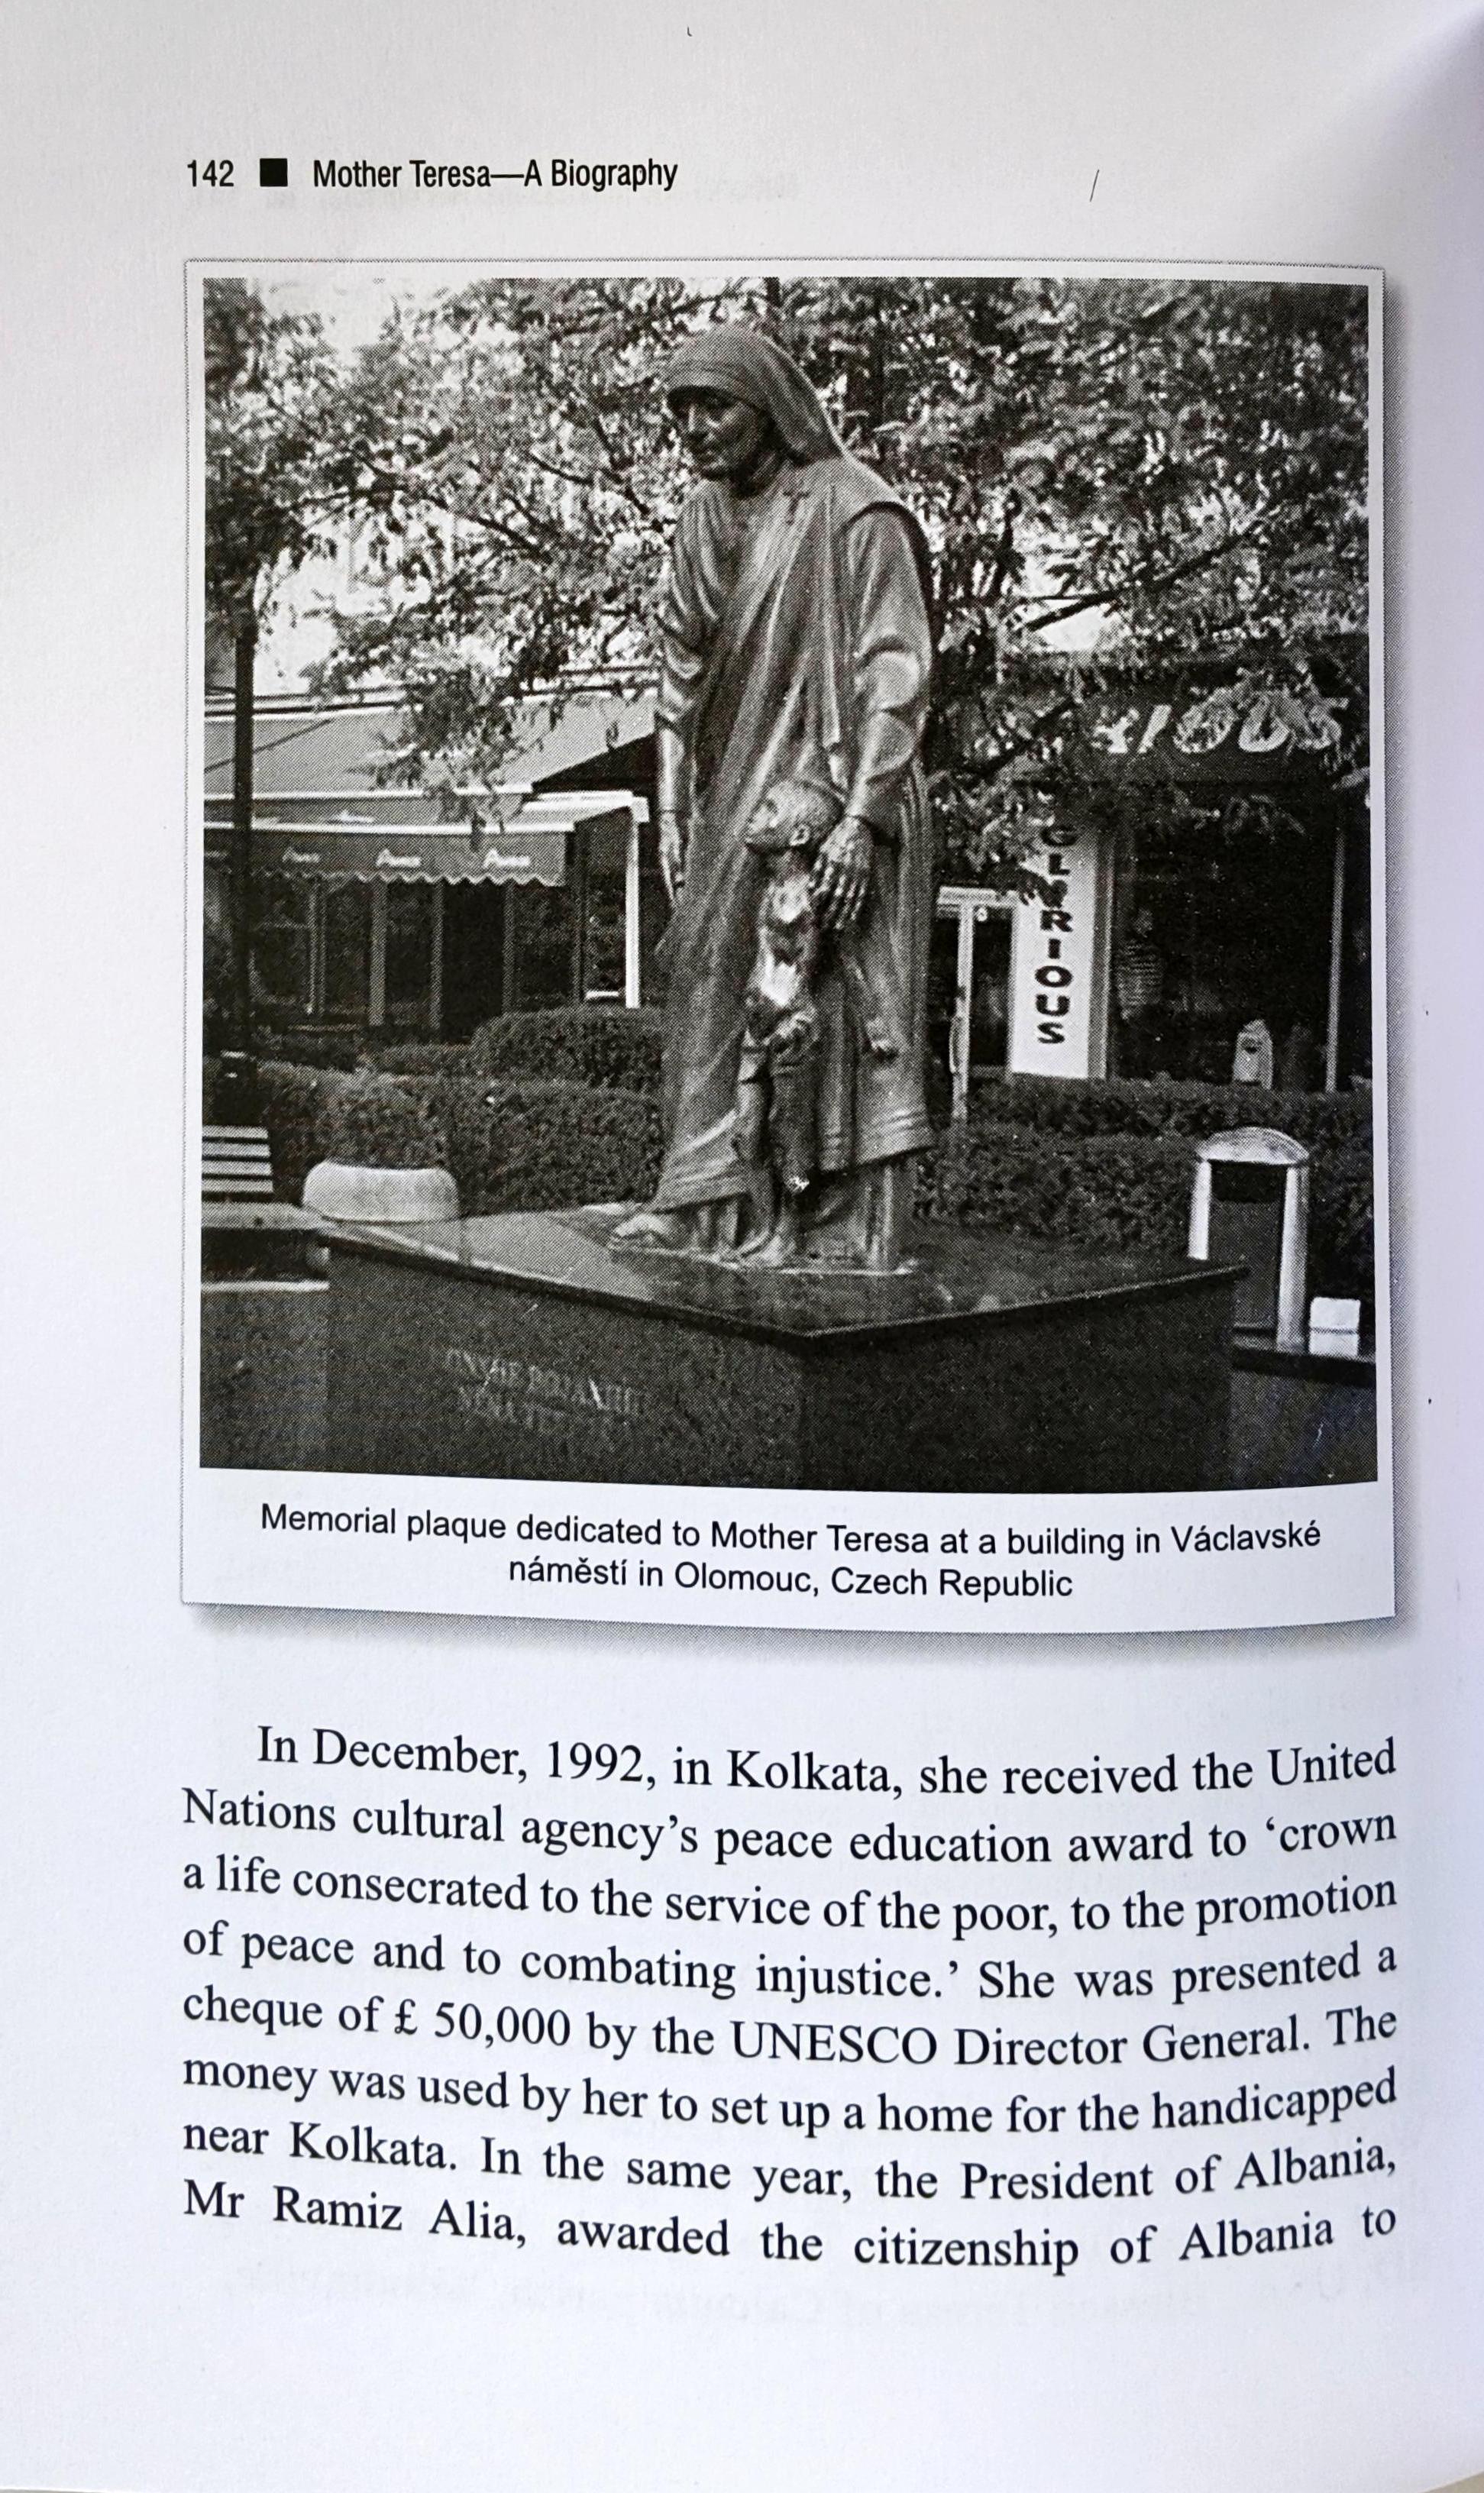 142 ■ Mother Teresa—A Biography
GLORIOUS
Memorial plaque dedicated to Mother Teresa at a building in Václavské
náměstí in Olomouc, Czech Republic
In December, 1992, in Kolkata, she received the United
Nations cultural agency’s peace education award to ‘crown
a life consecrated to the service of the poor, to the promotion
of peace and to combating injustice.’ She was presented a
cheque of £ 50,000 by the UNESCO Director General. The
money was used by her to set up a home for the handicapped
near Kolkata. In the same year, the President of Albania,
Mr Ramiz Alia, awarded the citizenship of Albania to